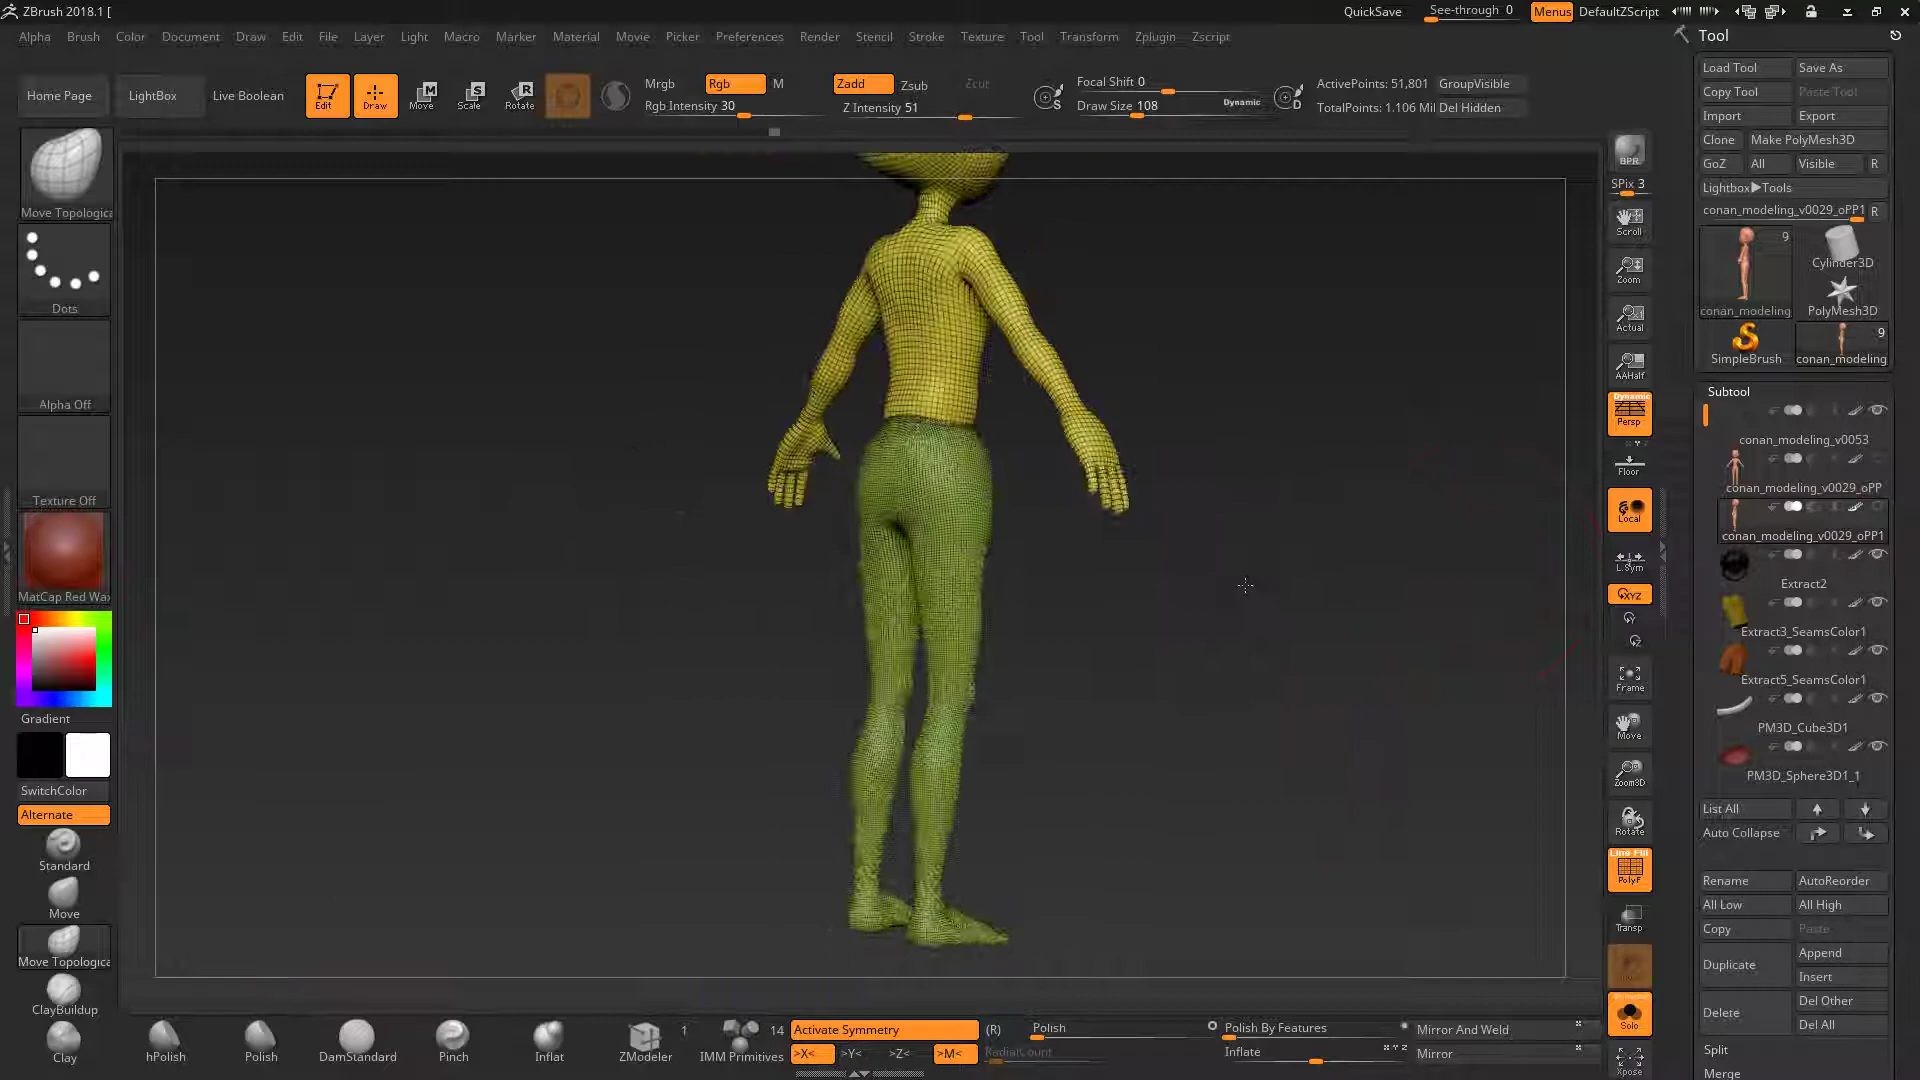 ZBrush 2018.1 [
QuickSave
See-through 0
Menus
DefaultZScript
Alpha Brush Color Document Draw Edit File Layer Light Macro Marker Material Movie Picker Preferences Render Stencil Stroke Texture Tool Transform Zplugin Zscript
Home Page
LightBox
Live Boolean
Edit
Draw
Move
Scale
Rotate
Mrgb
Rgb
M
Rgb Intensity 30
Zadd
Zsub
Zcut
Z Intensity 51
S
Focal Shift 0
Draw Size 108
Dynamic
D
ActivePoints: 51,801
TotalPoints: 1.106 Mil
GroupVisible
Del Hidden
Move Topologica
Dots
Alpha Off
Texture Off
MatCap Red Wax
Gradient
SwitchColor
Alternate
Standard
Move
Move Topologica
ClayBuildup
Clay
hPolish
Polish
DamStandard
Pinch
Inflat
ZModeler
1
IMM Primitives
14
Activate Symmetry
(R)
>X<
>Y<
>Z<
>M<
RadialCount
Polish
Polish By Features
Inflate
X Y Z
Mirror And Weld
Mirror
BPR
SPix 3
Scroll
Zoom
Actual
AAHalf
Dynamic
Persp
Floor
Local
L.Sym
XYZ
Y
Z
Frame
Move
Zoom3D
Rotate
Line Fill
PolyF
Transp
Solo
Xpose
Tool
Load Tool
Save As
Copy Tool
Paste Tool
Import
Export
Clone
Make PolyMesh3D
GoZ
All
Visible
R
Lightbox▶Tools
conan_modeling_v0029_oPP1
R
9
conan_modeling
Cylinder3D
PolyMesh3D
SimpleBrush
9
conan_modeling
Subtool
conan_modeling_v0053
conan_modeling_v0029_oPP
conan_modeling_v0029_oPP1
Extract2
Extract3_SeamsColor1
Extract5_SeamsColor1
PM3D_Cube3D1
PM3D_Sphere3D1_1
List All
Auto Collapse
Rename
AutoReorder
All Low
All High
Copy
Paste
Duplicate
Append
Insert
Delete
Del Other
Del All
Split
Merge